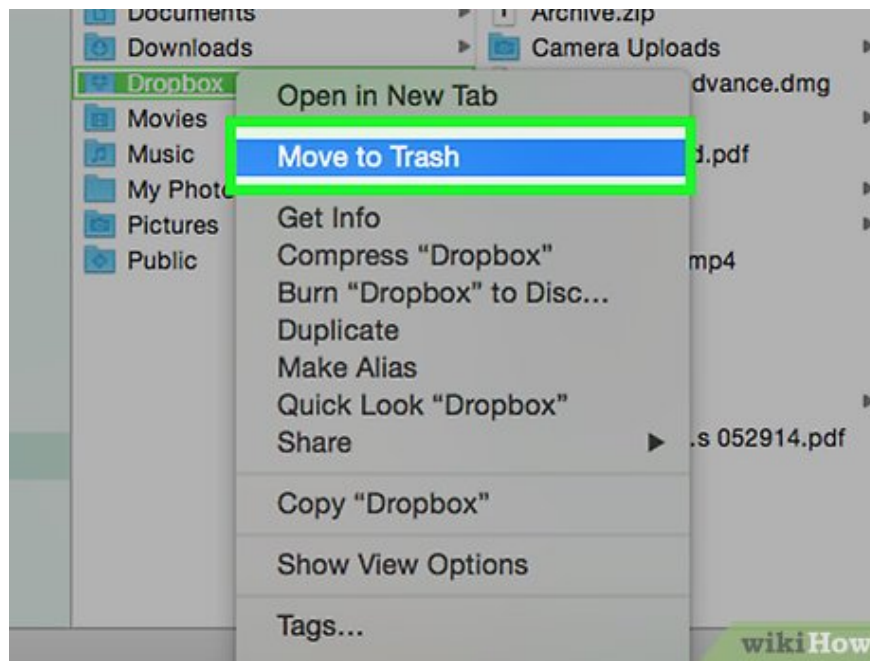 Documents
Downloads
Dropbox
Movies
Music
My Photo
Pictures
Public
Archive.zip
Camera Uploads
dvance.dmg
d.pdf
mp4
.s 052914.pdf
Open in New Tab
Move to Trash
Get Info
Compress “Dropbox”
Burn “Dropbox” to Disc...
Duplicate
Make Alias
Quick Look “Dropbox”
Share
Copy “Dropbox”
Show View Options
Tags...
wikiHow